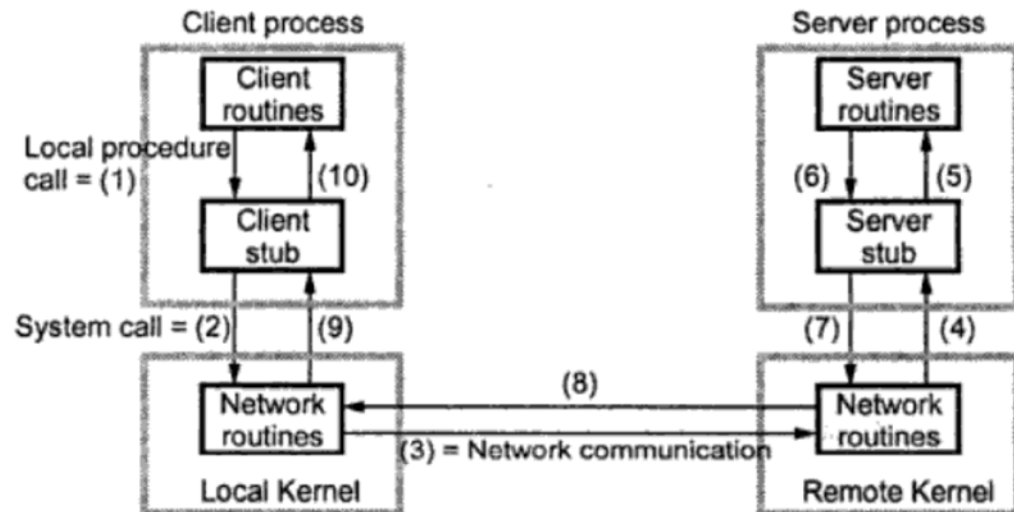 Client process
Server process
Client
routines
Server
routines
Local procedure
call = (1)
(10)
(6)
(5)
Client
stub
Server
stub
System call = (2)
(9)
(7)
(4)
(8)
Network
routines
Network
routines
(3) = Network communication
Local Kernel
Remote Kernel